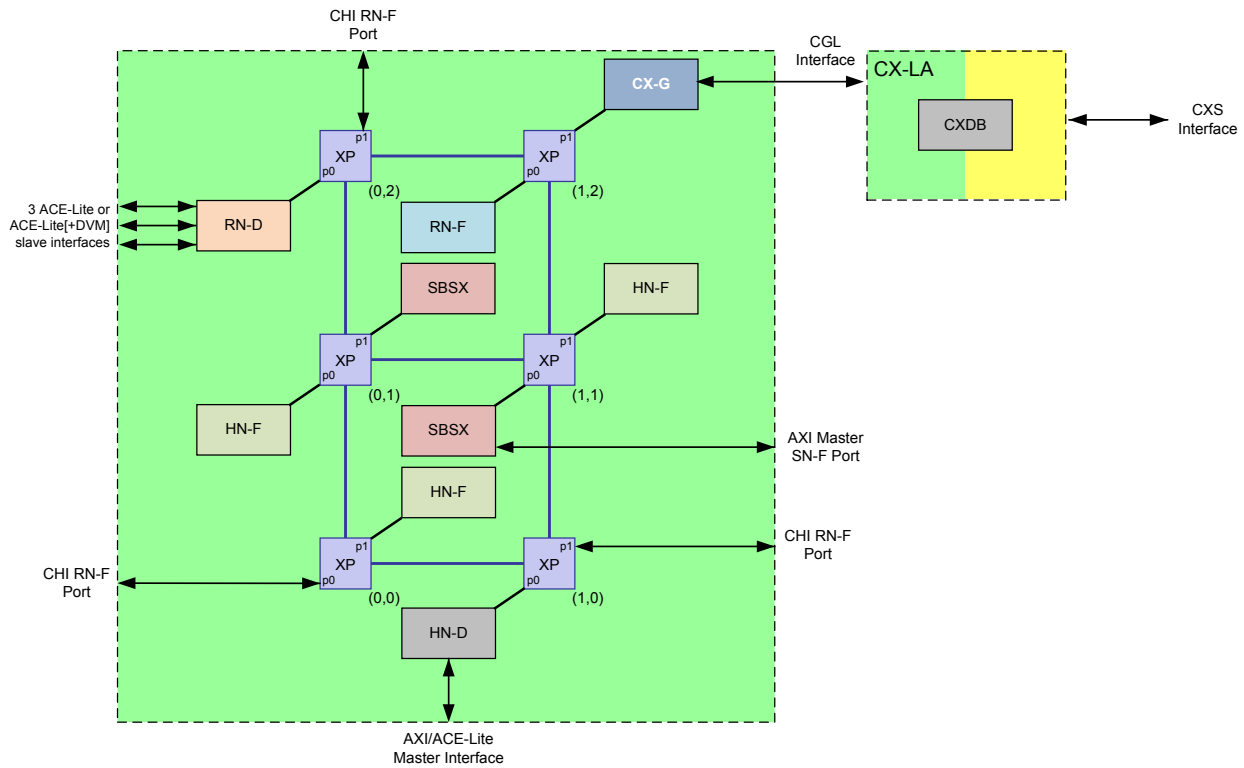 CHI RN-F
Port
CGL
Interface
CX-LA
CX-G
CXDB
CXS
Interface
p1
XP
p0
(0,2)
p1
XP
p0
(1,2)
3 ACE-Lite or
ACE-Lite[+DVM]
slave interfaces
RN-D
RN-F
SBSX
HN-F
p1
XP
p0
(0,1)
p1
XP
p0
(1,1)
HN-F
SBSX
AXI Master
SN-F Port
HN-F
p1
XP
p0
(0,0)
p1
XP
p0
(1,0)
CHI RN-F
Port
CHI RN-F
Port
HN-D
AXI/ACE-Lite
Master Interface